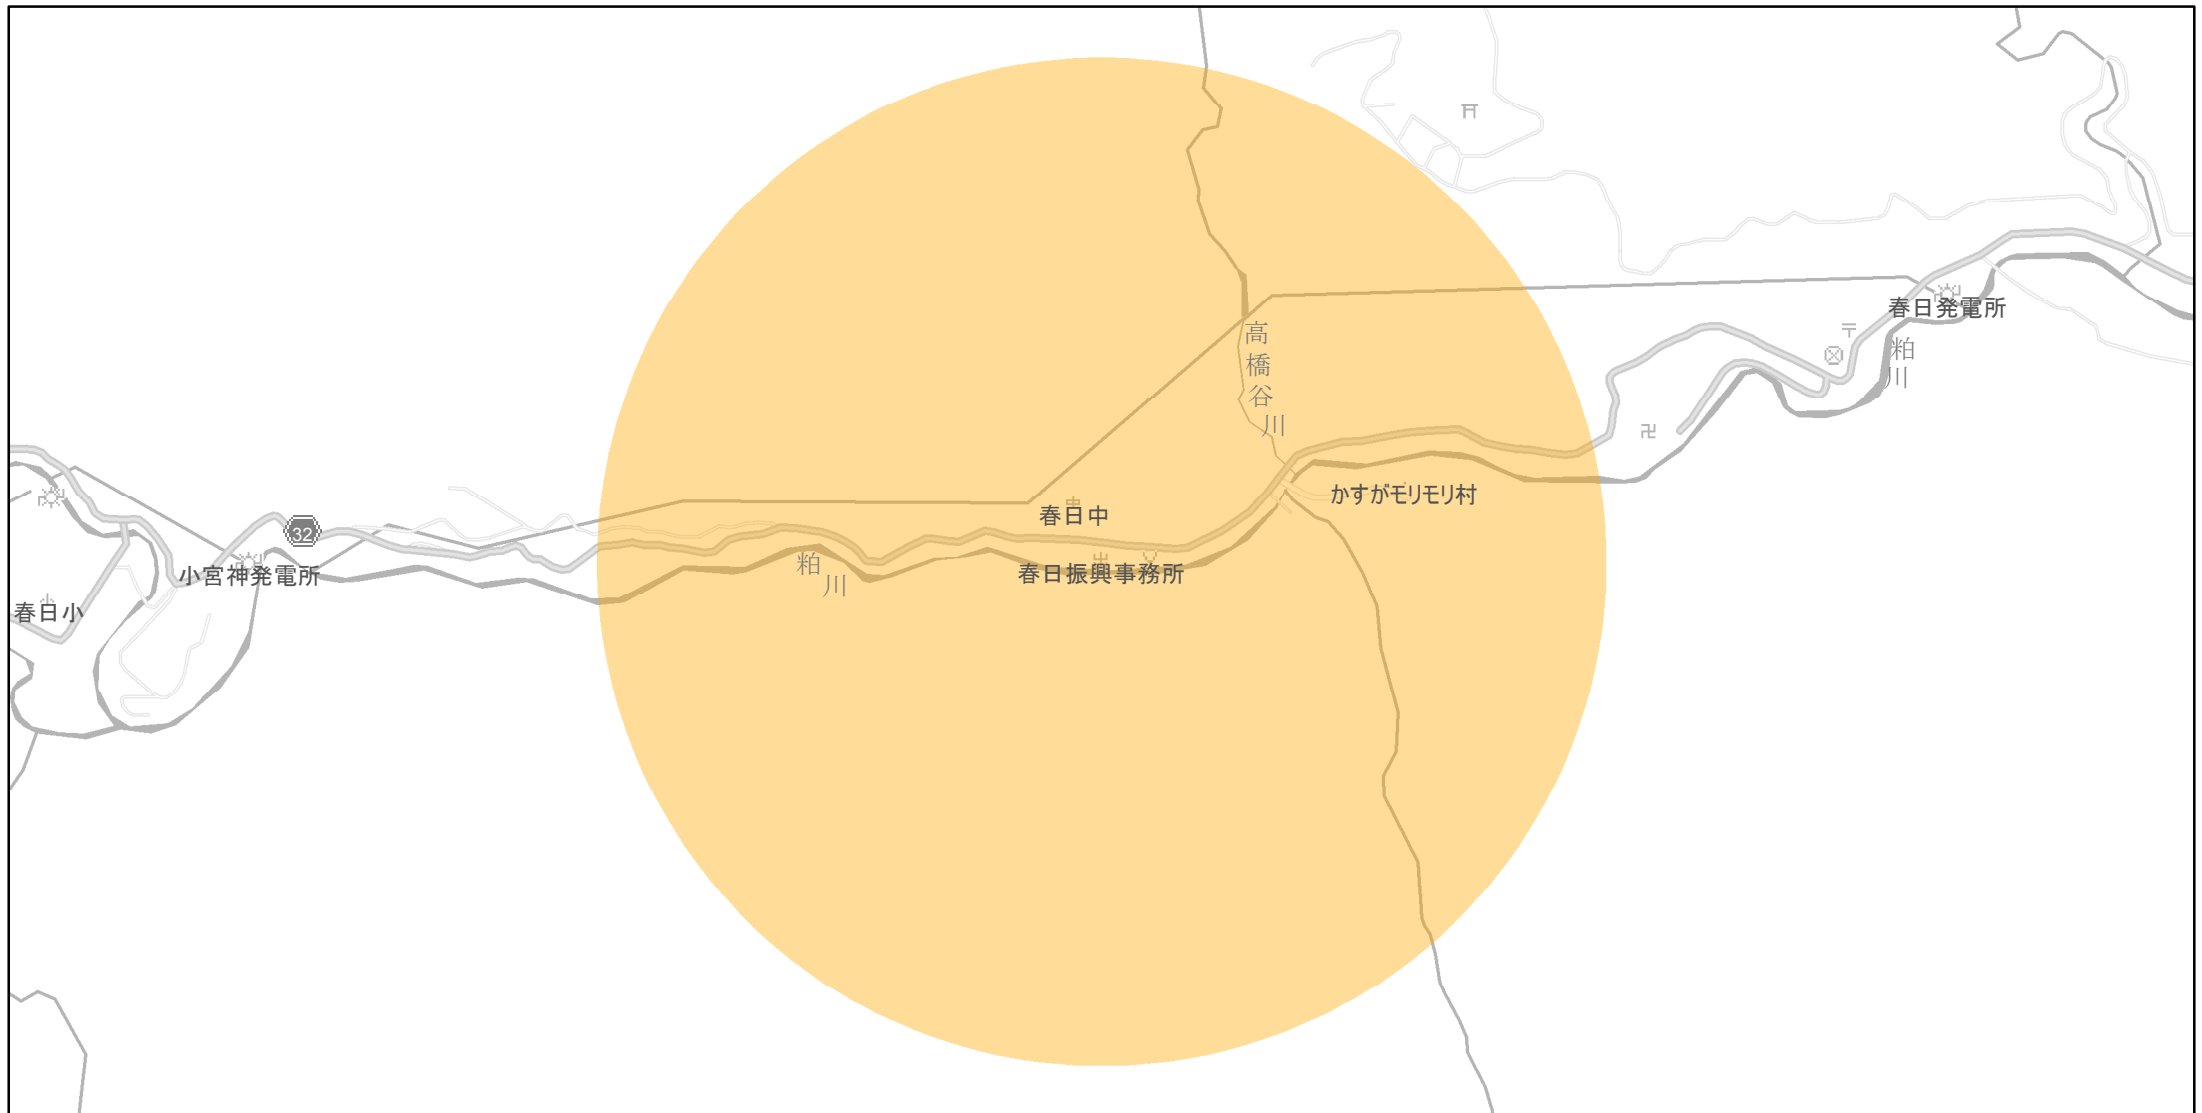 高橋谷川
春日発電所
粕川
かすがモリモリ村
春日中
32
粕川
春日振興事務所
小宮神発電所
春日小